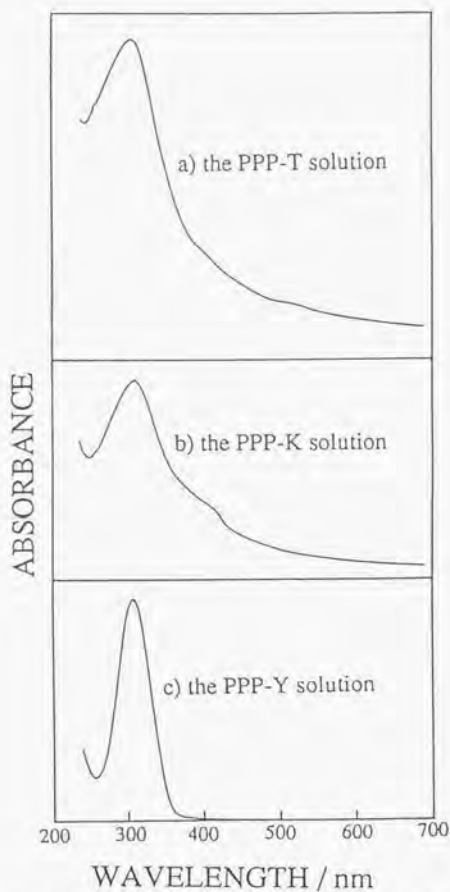 a) the PPP-T solution
b) the PPP-K solution
c) the PPP-Y solution
ABSORBANCE
200 300 400 500 600 700
WAVELENGTH / nm